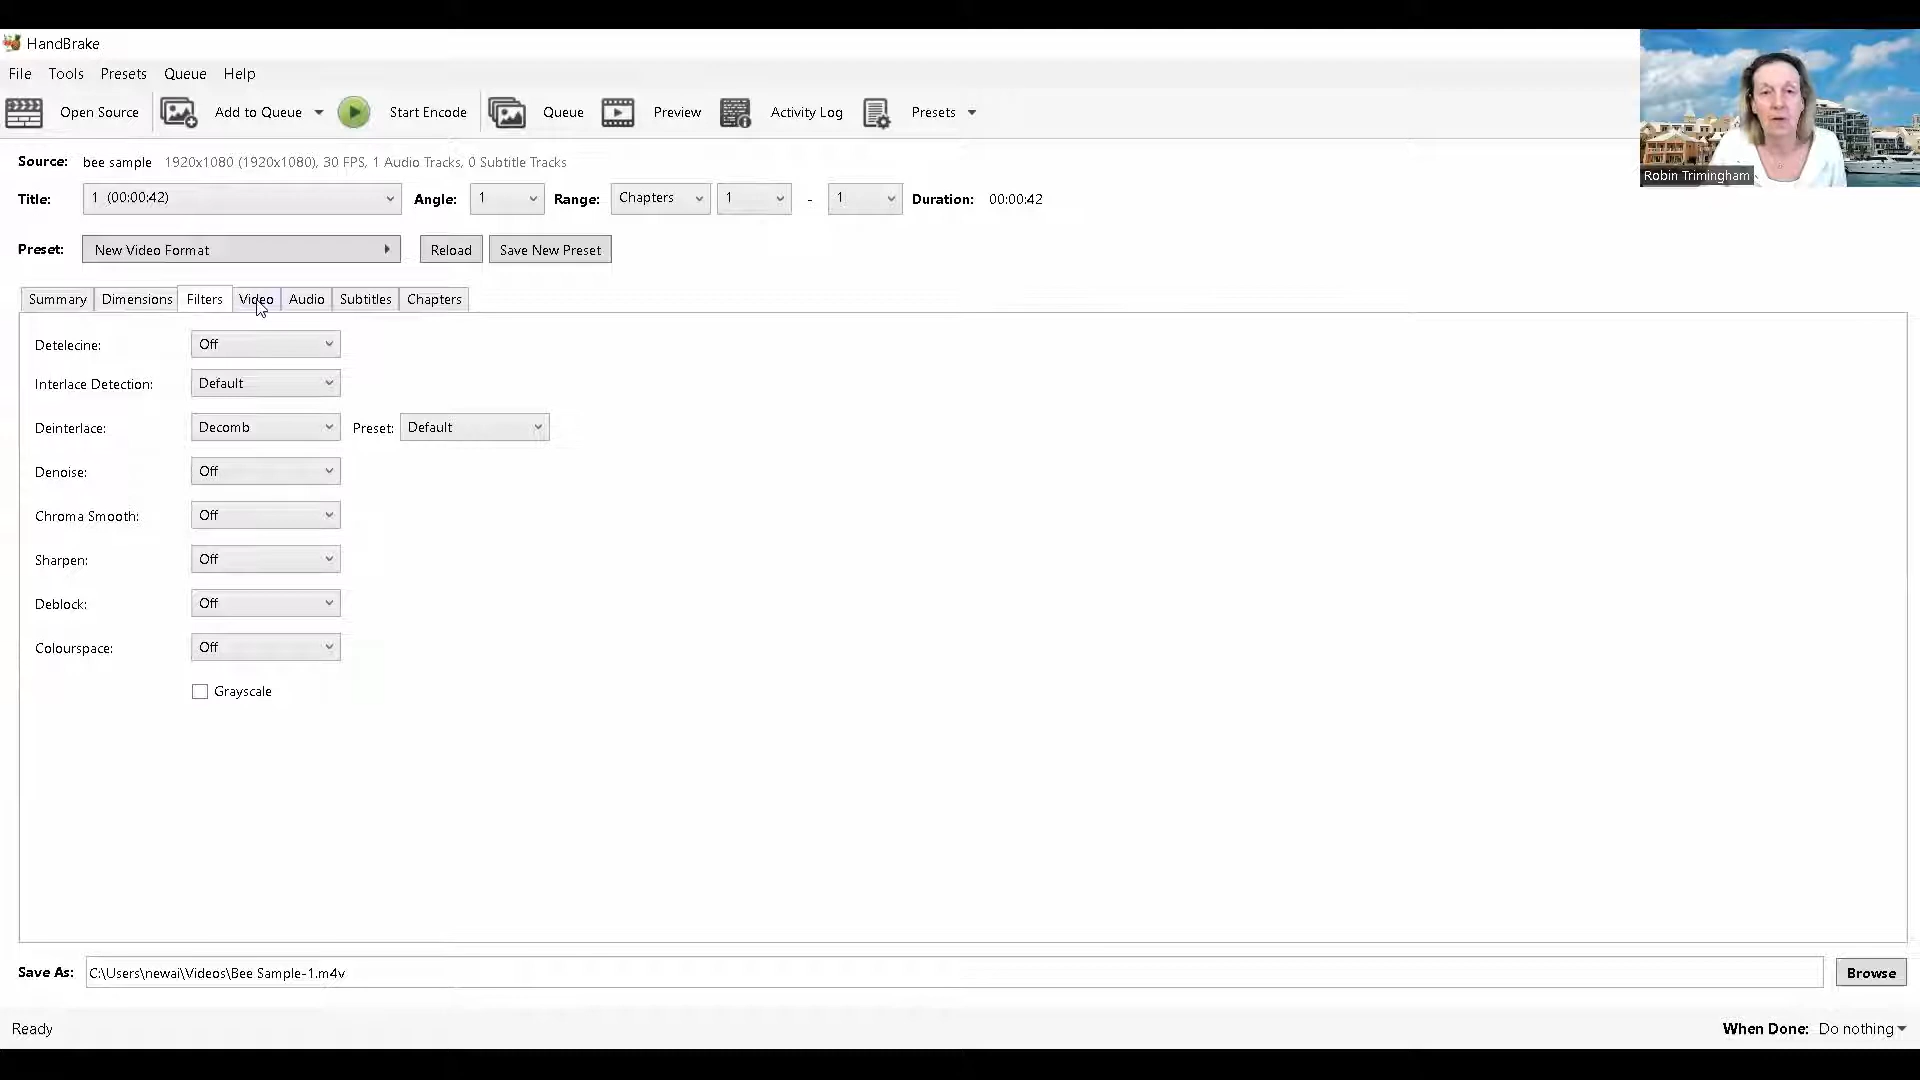 HandBrake
File Tools Presets Queue Help
Open Source Add to Queue Start Encode Queue Preview Activity Log Presets
Robin Trimingham
Source: bee sample 1920x1080 (1920x1080), 30 FPS, 1 Audio Tracks, 0 Subtitle Tracks
Title: 1 (00:00:42) Angle: 1 Range: Chapters 1 - 1 Duration: 00:00:42
Preset: New Video Format Reload Save New Preset
Summary Dimensions Filters Video Audio Subtitles Chapters
Detelecine: Off
Interlace Detection: Default
Deinterlace: Decomb Preset: Default
Denoise: Off
Chroma Smooth: Off
Sharpen: Off
Deblock: Off
Colourspace: Off
Grayscale
Save As: C:\Users\newai\Videos\Bee Sample-1.m4v Browse
Ready When Done: Do nothing